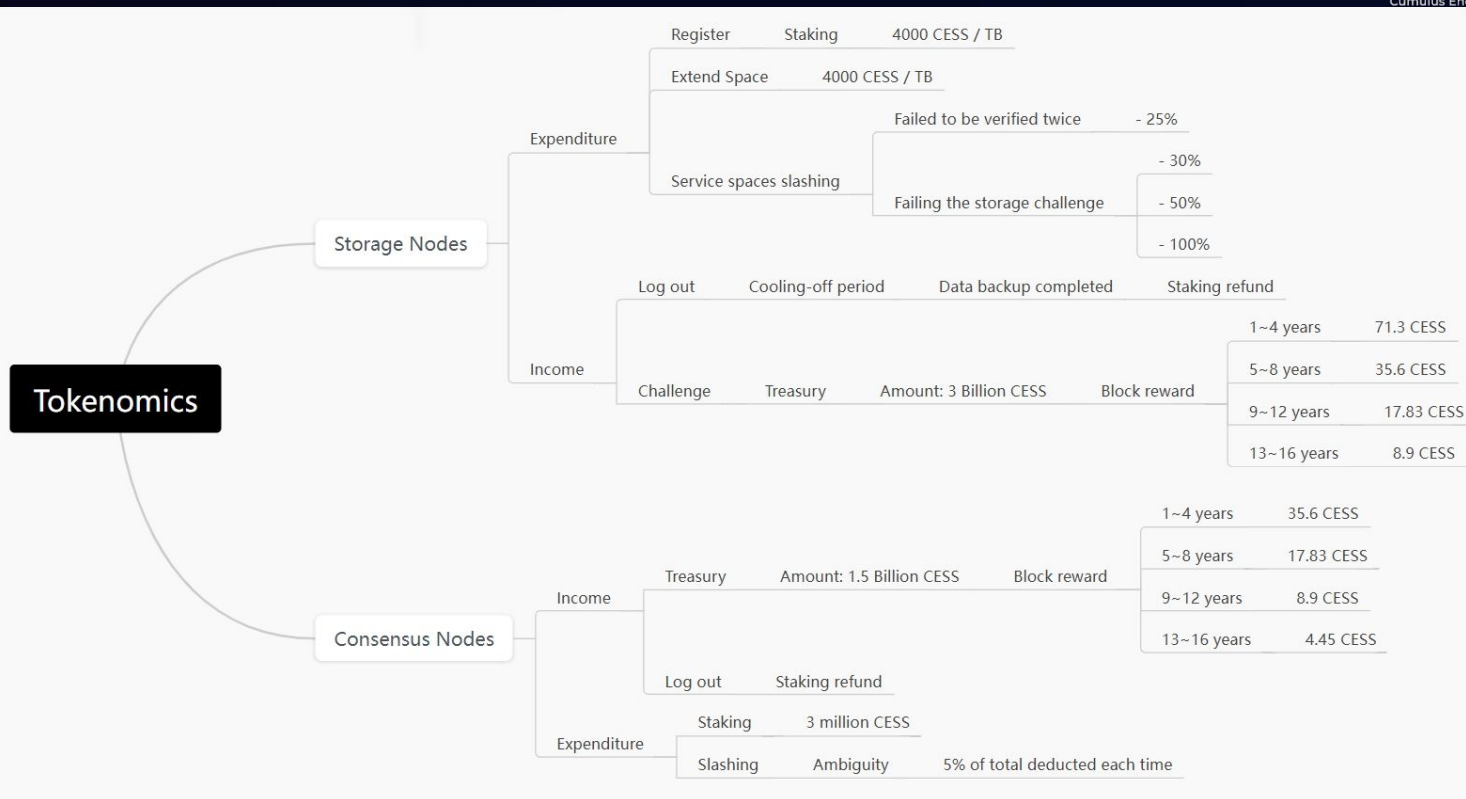 Cumulus En
Register Staking 4000 CESS / TB
Extend Space 4000 CESS / TB
Failed to be verified twice - 25%
Expenditure
- 30%
Service spaces slashing
Failing the storage challenge - 50%
Storage Nodes
- 100%
Log out Cooling-off period Data backup completed Staking refund
1~4 years 71.3 CESS
Income
5~8 years 35.6 CESS
Challenge Treasury Amount: 3 Billion CESS Block reward
Tokenomics
9~12 years 17.83 CESS
13~16 years 8.9 CESS
1~4 years 35.6 CESS
5~8 years 17.83 CESS
Treasury Amount: 1.5 Billion CESS Block reward
Income
9~12 years 8.9 CESS
Consensus Nodes
13~16 years 4.45 CESS
Log out Staking refund
Staking 3 million CESS
Expenditure
Slashing Ambiguity 5% of total deducted each time